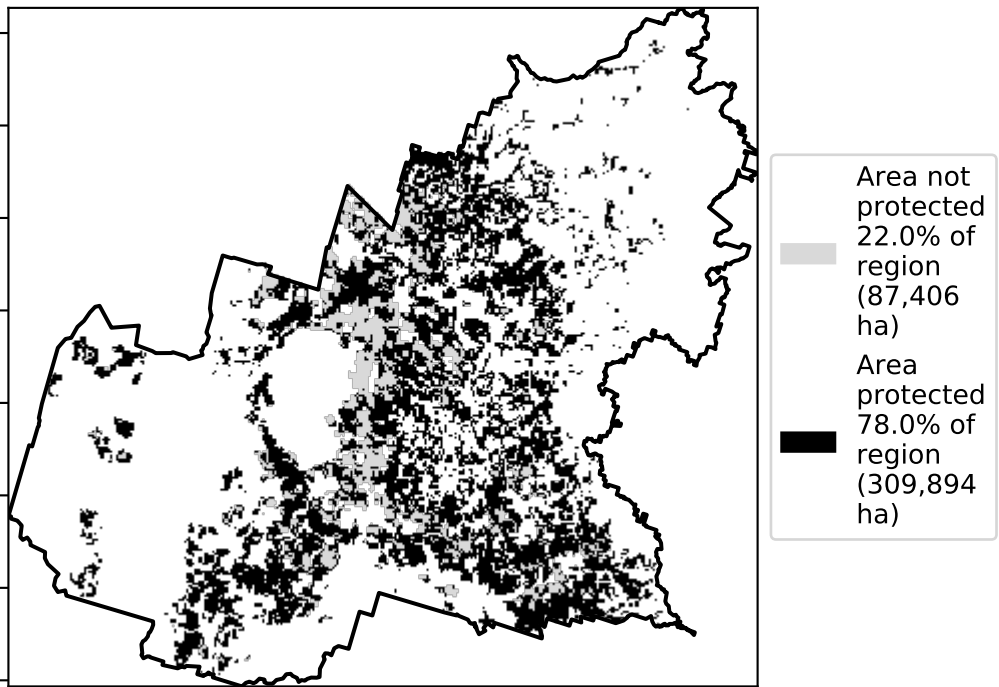 Area not
protected
22.0% of
region
(87,406
ha)
Area
protected
78.0% of
region
(309,894
ha)